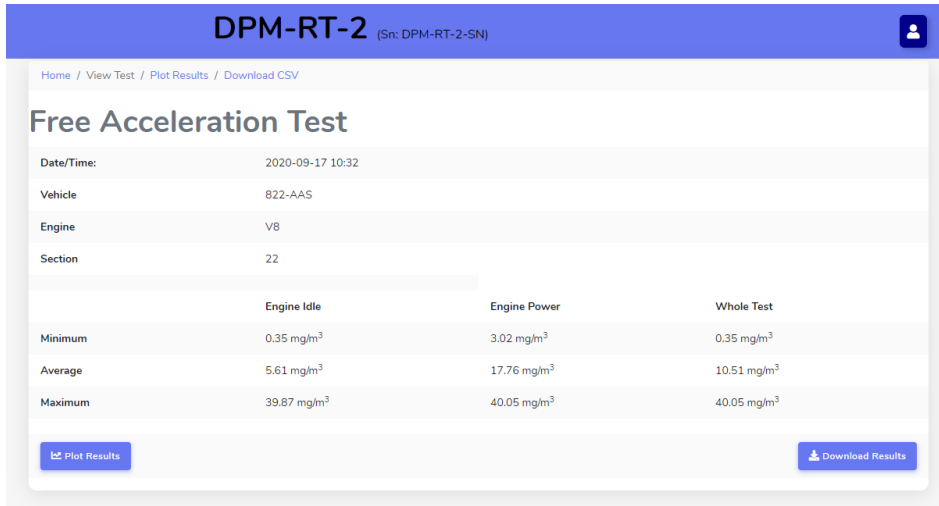 DPM-RT-2 (Sn: DPM-RT-2-SN)
Home / View Test / Plot Results / Download CSV
Free Acceleration Test
Date/Time: 2020-09-17 10:32
Vehicle 822-AAS
Engine V8
Section 22
Engine Idle Engine Power Whole Test
Minimum 0.35 mg/m³ 3.02 mg/m³ 0.35 mg/m³
Average 5.61 mg/m³ 17.76 mg/m³ 10.51 mg/m³
Maximum 39.87 mg/m³ 40.05 mg/m³ 40.05 mg/m³
Plot Results Download Results